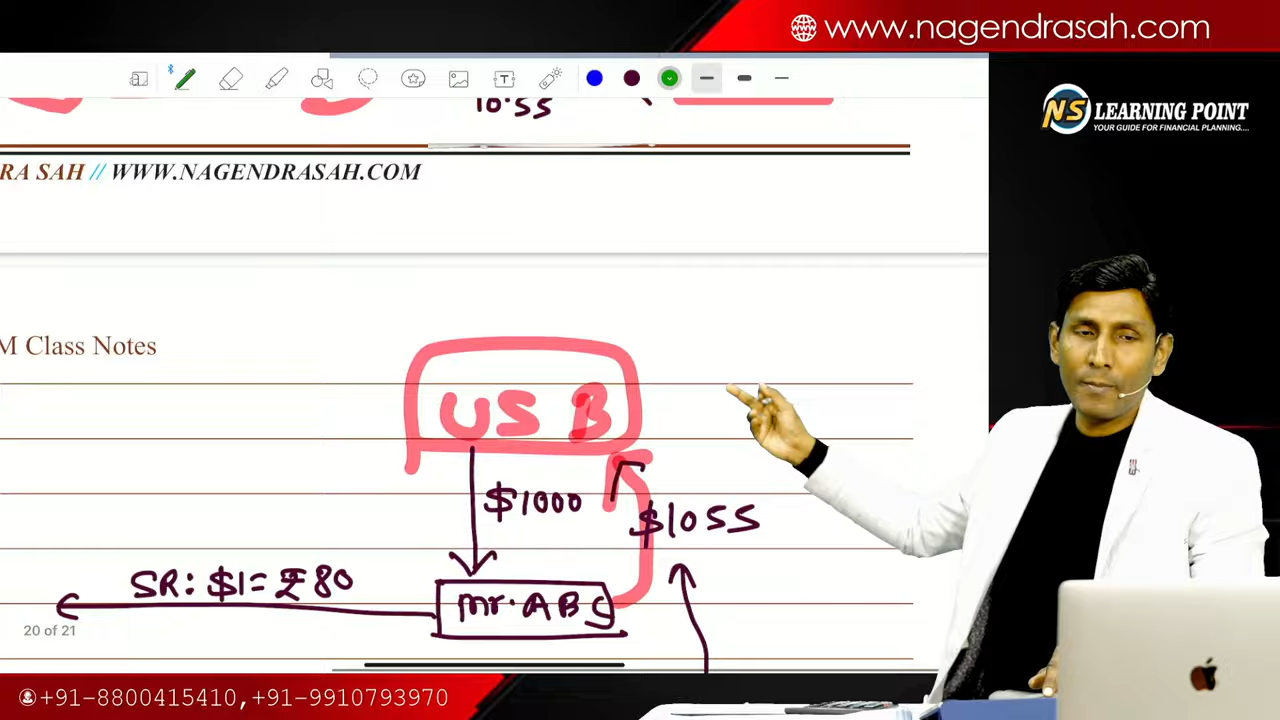 www.nagendrasah.com
NS LEARNING POINT
YOUR GUIDE FOR FINANCIAL PLANNING....
10.55
RA SAH // WWW.NAGENDRASAH.COM
M Class Notes
US B
$1000
$1055
SR: $1 = ₹80
Mr. ABC
20 of 21
+91-8800415410,+91-9910793970